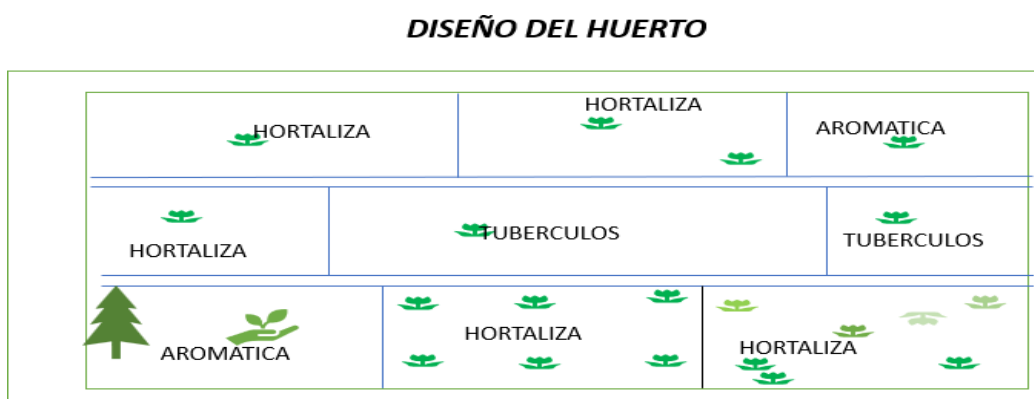 DISEÑO DEL HUERTO
HORTALIZA
HORTALIZA
AROMATICA
HORTALIZA
TUBERCULOS
TUBERCULOS
AROMATICA
HORTALIZA
HORTALIZA